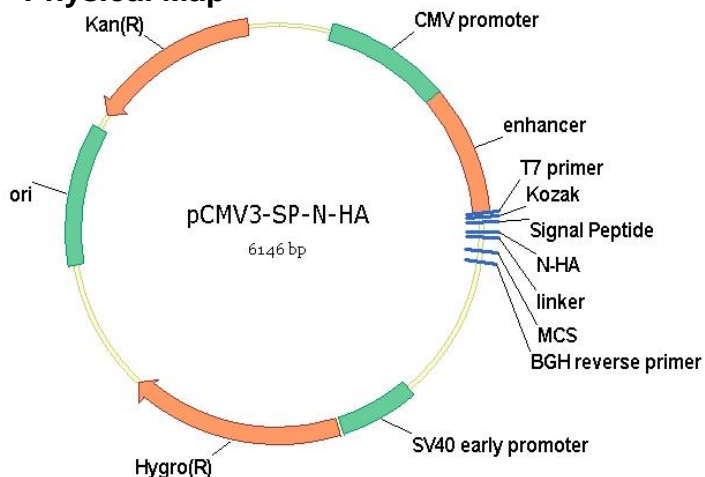 Physical Map
Kan(R)
CMV promoter
enhancer
T7 primer
Kozak
Signal Peptide
N-HA
linker
MCS
BGH reverse primer
SV40 early promoter
Hygro(R)
ori
pCMV3-SP-N-HA
6146 bp